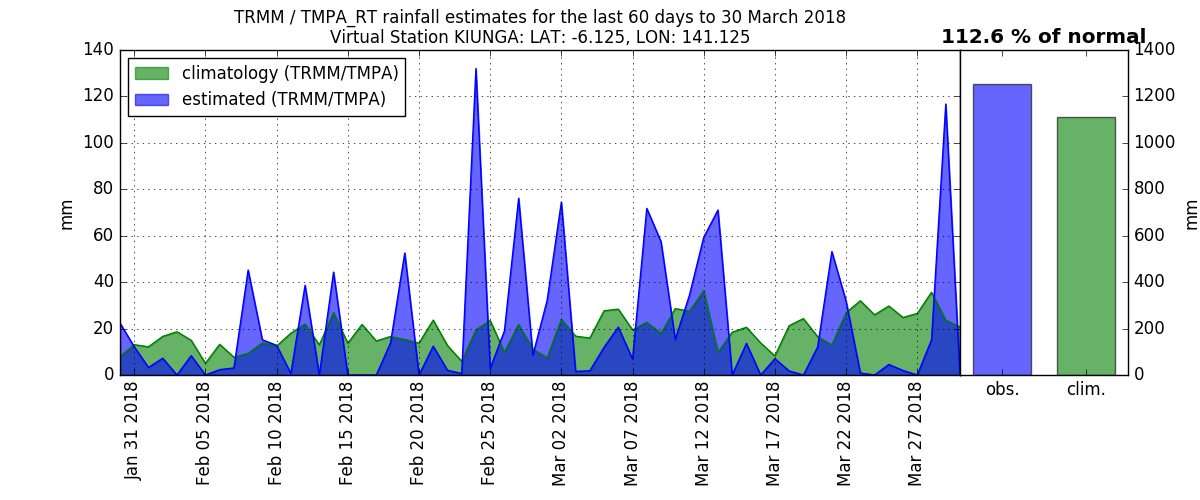 TRMM / TMPA_RT rainfall estimates for the last 60 days to 30 March 2018
Virtual Station KIUNGA: LAT: -6.125, LON: 141.125
112.6 % of normal
climatology (TRMM/TMPA)
estimated (TRMM/TMPA)
140
120
100
80
60
40
20
0
mm
1400
1200
1000
800
600
400
200
0
mm
Jan 31 2018
Feb 05 2018
Feb 10 2018
Feb 15 2018
Feb 20 2018
Feb 25 2018
Mar 02 2018
Mar 07 2018
Mar 12 2018
Mar 17 2018
Mar 22 2018
Mar 27 2018
obs.
clim.